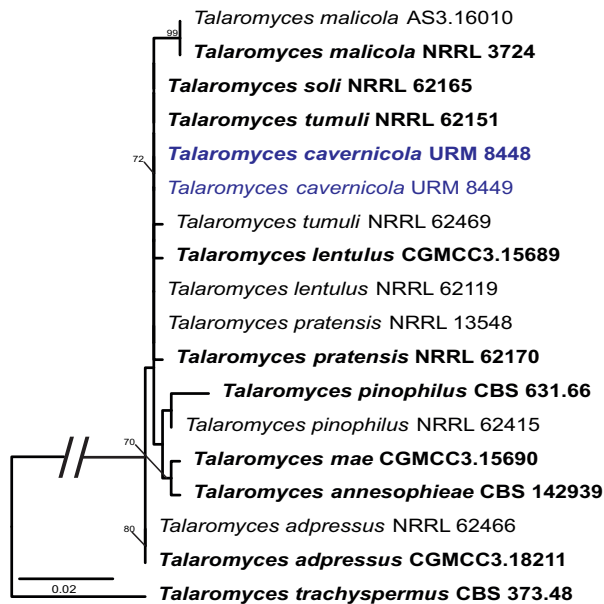 Talaromyces malicola AS3.16010
99
Talaromyces malicola NRRL 3724
Talaromyces soli NRRL 62165
Talaromyces tumuli NRRL 62151
72
Talaromyces cavernicola URM 8448
Talaromyces cavernicola URM 8449
Talaromyces tumuli NRRL 62469
Talaromyces lentulus CGMCC3.15689
Talaromyces lentulus NRRL 62119
Talaromyces pratensis NRRL 13548
Talaromyces pratensis NRRL 62170
Talaromyces pinophilus CBS 631.66
Talaromyces pinophilus NRRL 62415
70
Talaromyces mae CGMCC3.15690
Talaromyces annesophieae CBS 142939
Talaromyces adpressus NRRL 62466
80
Talaromyces adpressus CGMCC3.18211
0.02
Talaromyces trachyspermus CBS 373.48